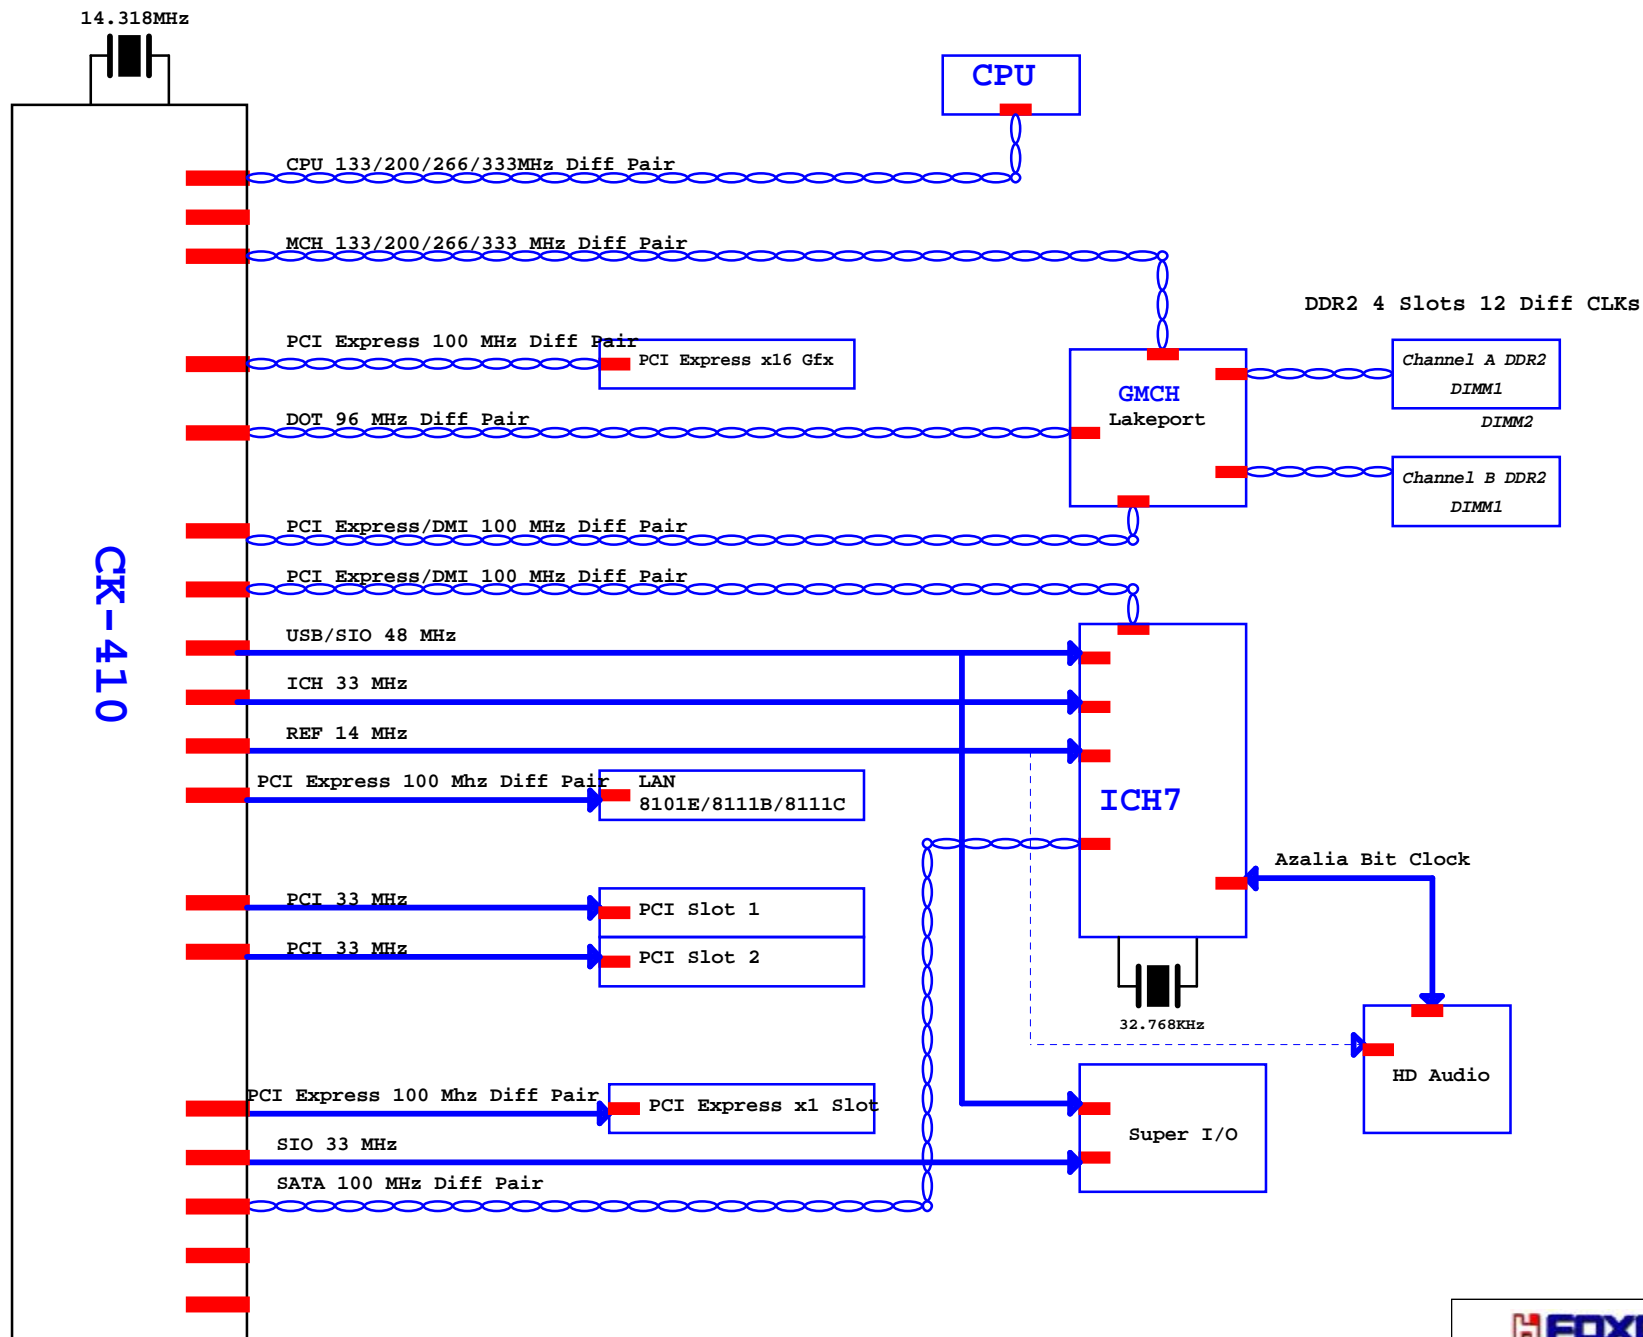 14.318MHz
CPU
CPU 133/200/266/333MHz Diff Pair
MCH 133/200/266/333 MHz Diff Pair
DDR2 4 Slots 12 Diff CLKs
PCI Express 100 MHz Diff Pair
PCI Express x16 Gfx
Channel A DDR2
DIMM1
DIMM2
GMCH
Lakeport
DOT 96 MHz Diff Pair
Channel B DDR2
DIMM1
PCI Express/DMI 100 MHz Diff Pair
CK-410
PCI Express/DMI 100 MHz Diff Pair
USB/SIO 48 MHz
ICH 33 MHz
REF 14 MHz
PCI Express 100 Mhz Diff Pair
LAN
8101E/8111B/8111C
ICH7
Azalia Bit Clock
PCI 33 MHz
PCI Slot 1
PCI 33 MHz
PCI Slot 2
32.768KHz
HD Audio
PCI Express 100 Mhz Diff Pair
PCI Express x1 Slot
Super I/O
SIO 33 MHz
SATA 100 MHz Diff Pair